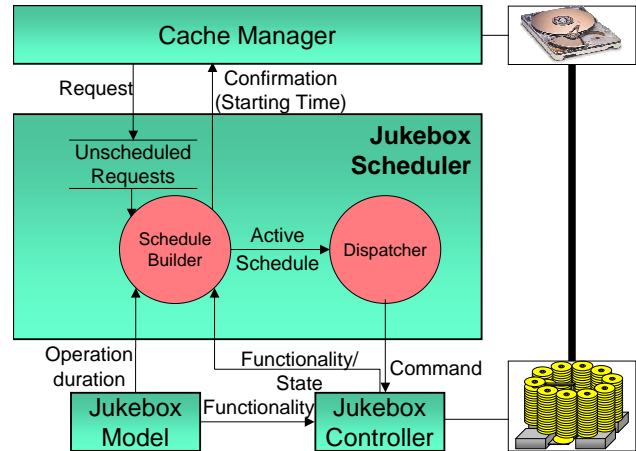 Cache Manager
Request
Confirmation
(Starting Time)
Jukebox
Scheduler
Unscheduled
Requests
Schedule
Builder
Active
Schedule
Dispatcher
Operation
duration
Functionality/
State
Command
Functionality
Jukebox
Model
Jukebox
Controller